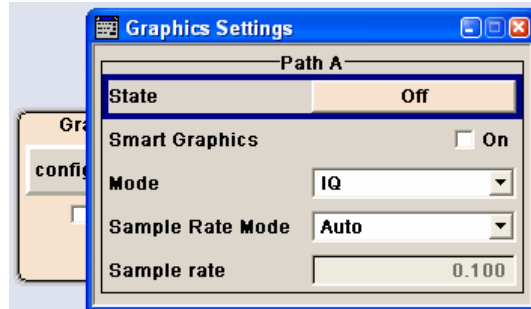 Graphics Settings
Path A
State Off
Smart Graphics On
Mode IQ
Sample Rate Mode Auto
Sample rate 0.100